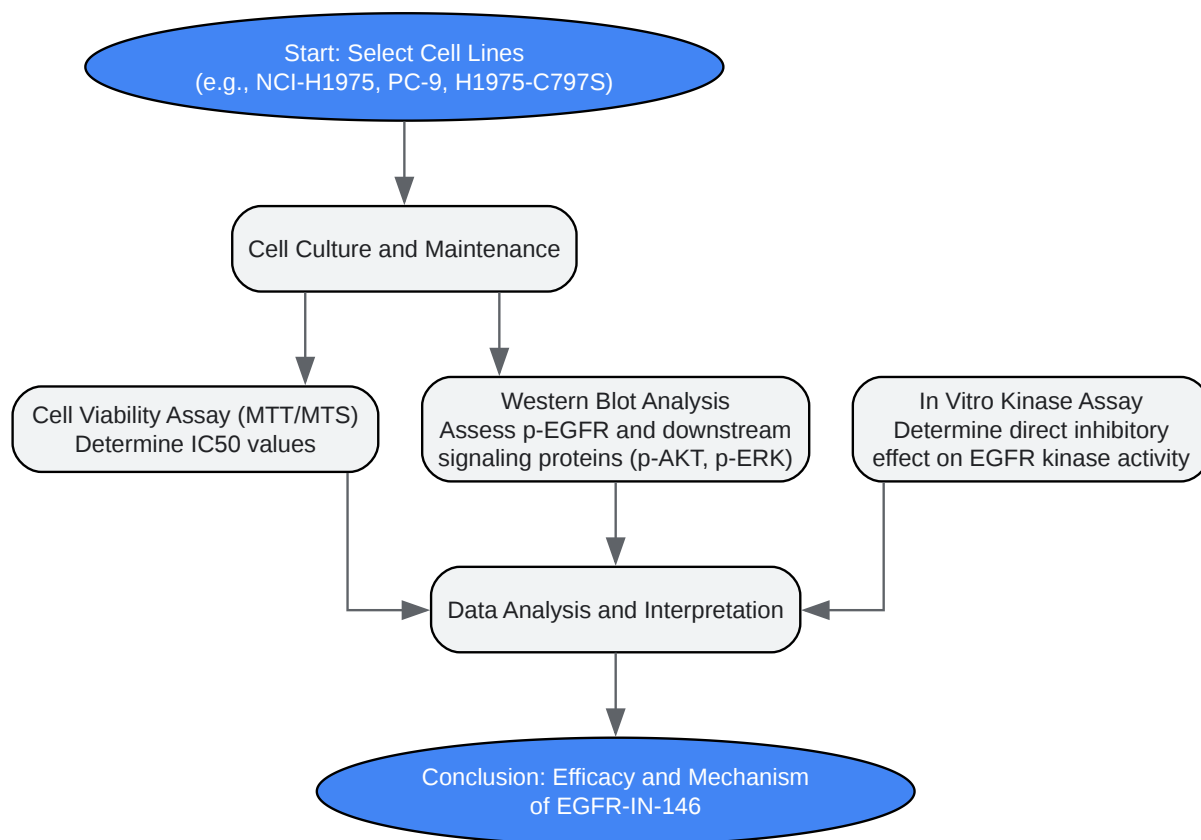 Start: Select Cell Lines
(e.g., NCI-H1975, PC-9, H1975-C797S)
Cell Culture and Maintenance
Cell Viability Assay (MTT/MTS)
Determine IC50 values
Western Blot Analysis
Assess p-EGFR and downstream
signaling proteins (p-AKT, p-ERK)
In Vitro Kinase Assay
Determine direct inhibitory
effect on EGFR kinase activity
Data Analysis and Interpretation
Conclusion: Efficacy and Mechanism
of EGFR-IN-146